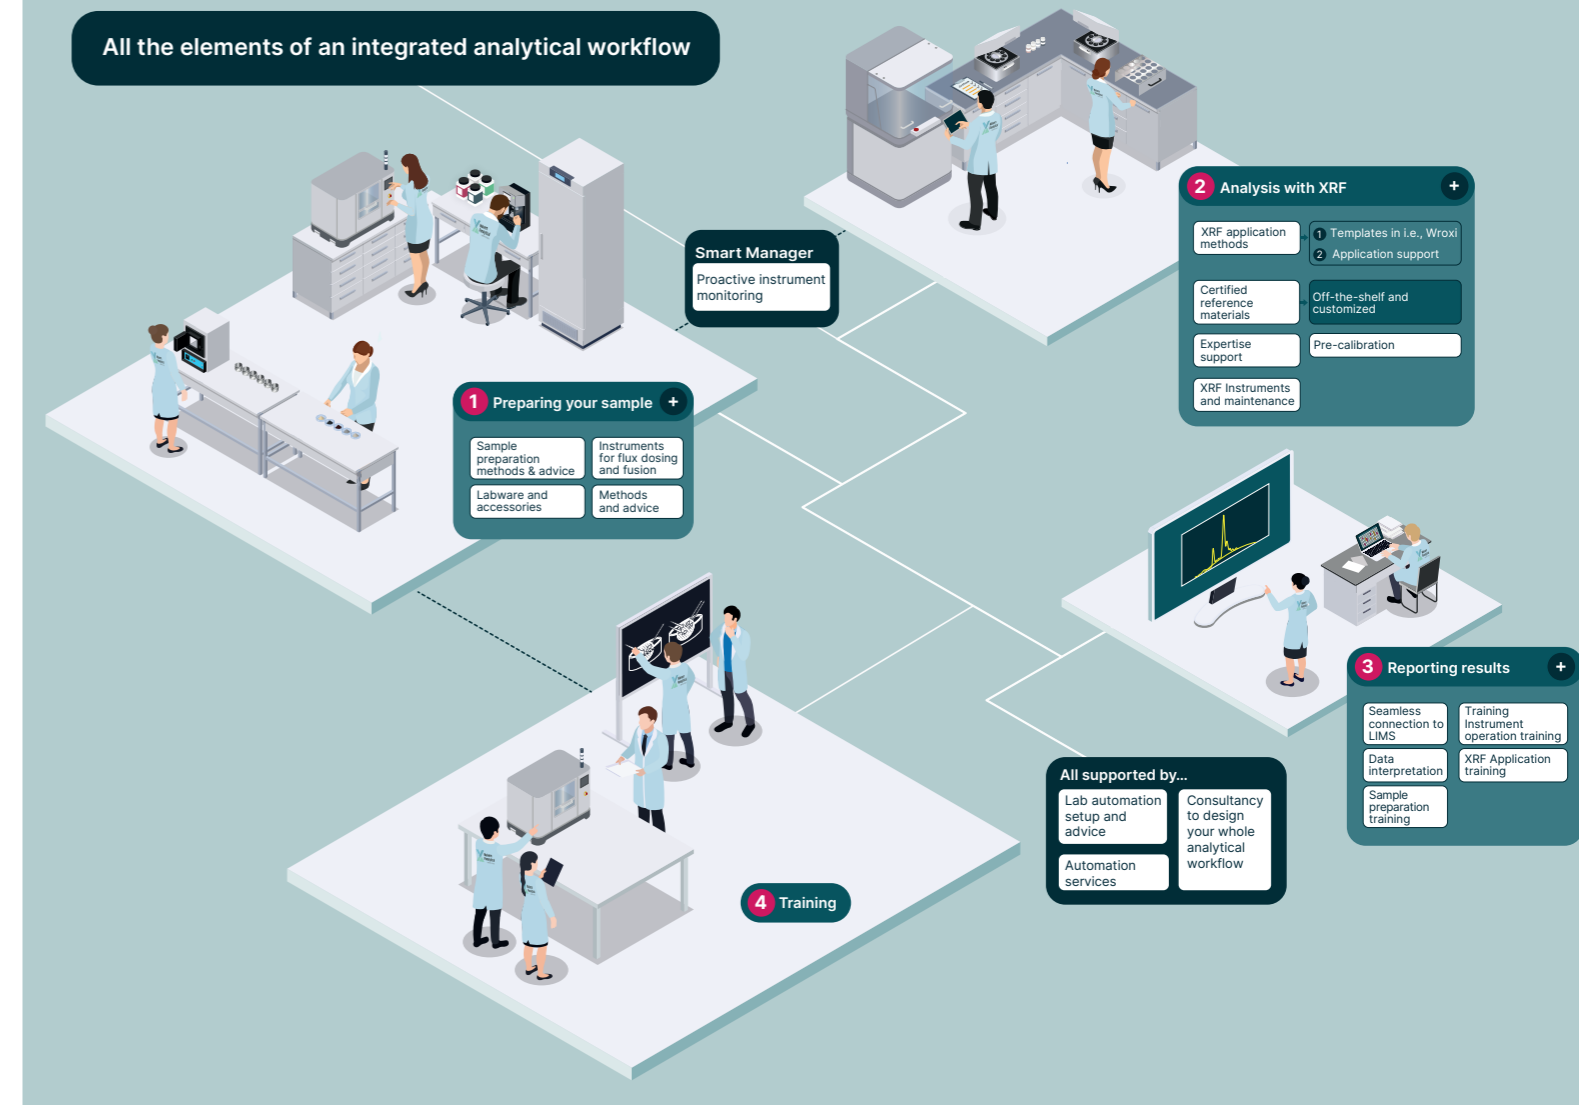 All the elements of an integrated analytical workflow
Smart Manager
Proactive instrument
monitoring
1 Preparing your sample +
Sample
preparation
methods & advice
Instruments
for flux dosing
and fusion
Labware and
accessories
Methods
and advice
2 Analysis with XRF +
XRF application
methods
1 Templates in i.e., Wroxi
2 Application support
Certified
reference
materials
Off-the-shelf and
customized
Expertise
support
Pre-calibration
XRF Instruments
and maintenance
3 Reporting results +
Seamless
connection to
LIMS
Training
Instrument
operation training
Data
interpretation
XRF Application
training
Sample
preparation
training
All supported by...
Lab automation
setup and
advice
Consultancy
to design
your whole
analytical
workflow
Automation
services
4 Training